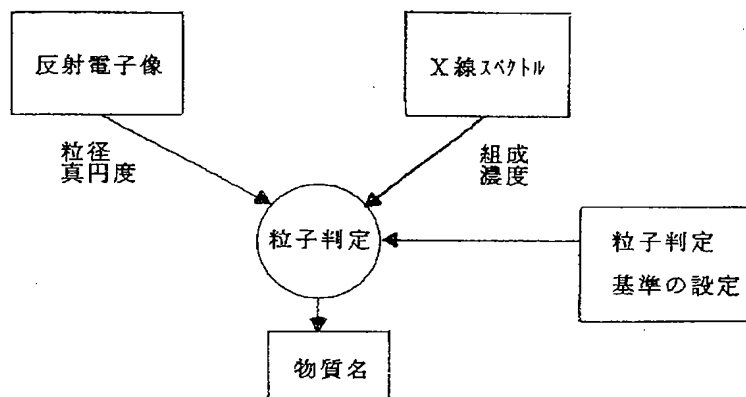 反射電子像
X線スペクトル
粒径
真円度
組成
濃度
粒子判定
粒子判定
基準の設定
物質名